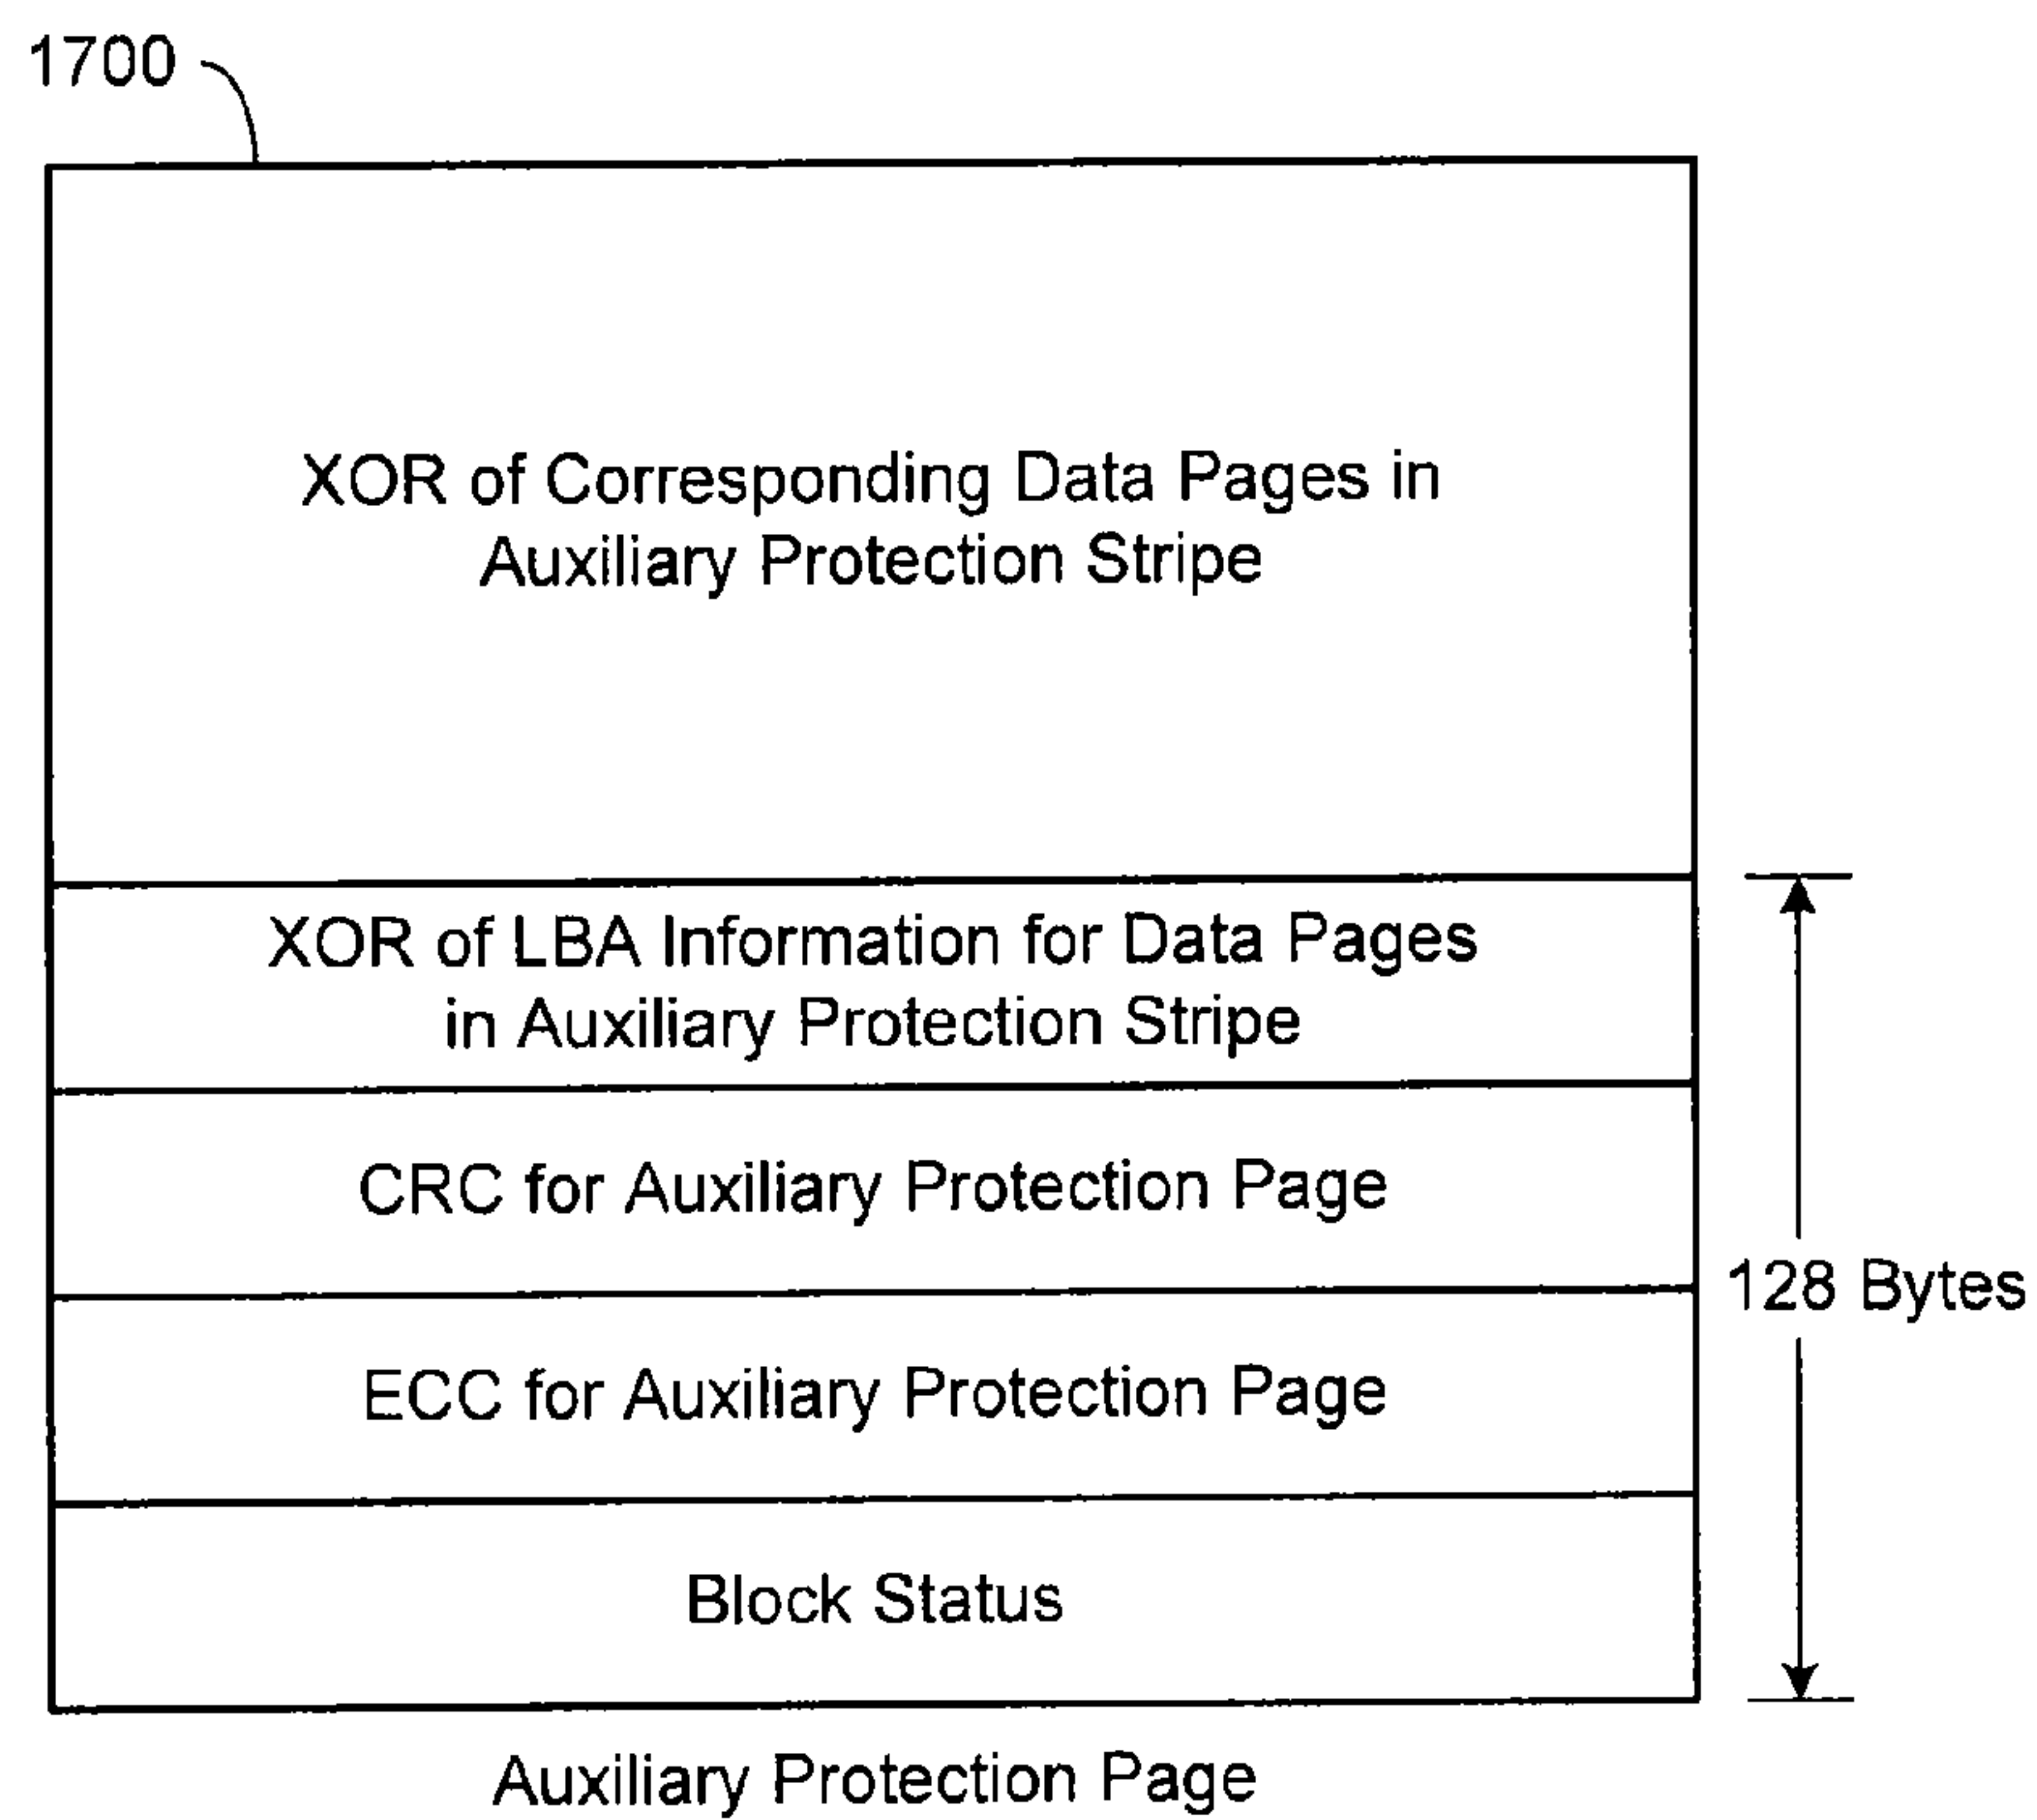 1700
XOR of Corresponding Data Pages in
Auxiliary Protection Stripe
XOR of LBA Information for Data Pages
in Auxiliary Protection Stripe
CRC for Auxiliary Protection Page
128 Bytes
ECC for Auxiliary Protection Page
Block Status
Auxiliary Protection Page